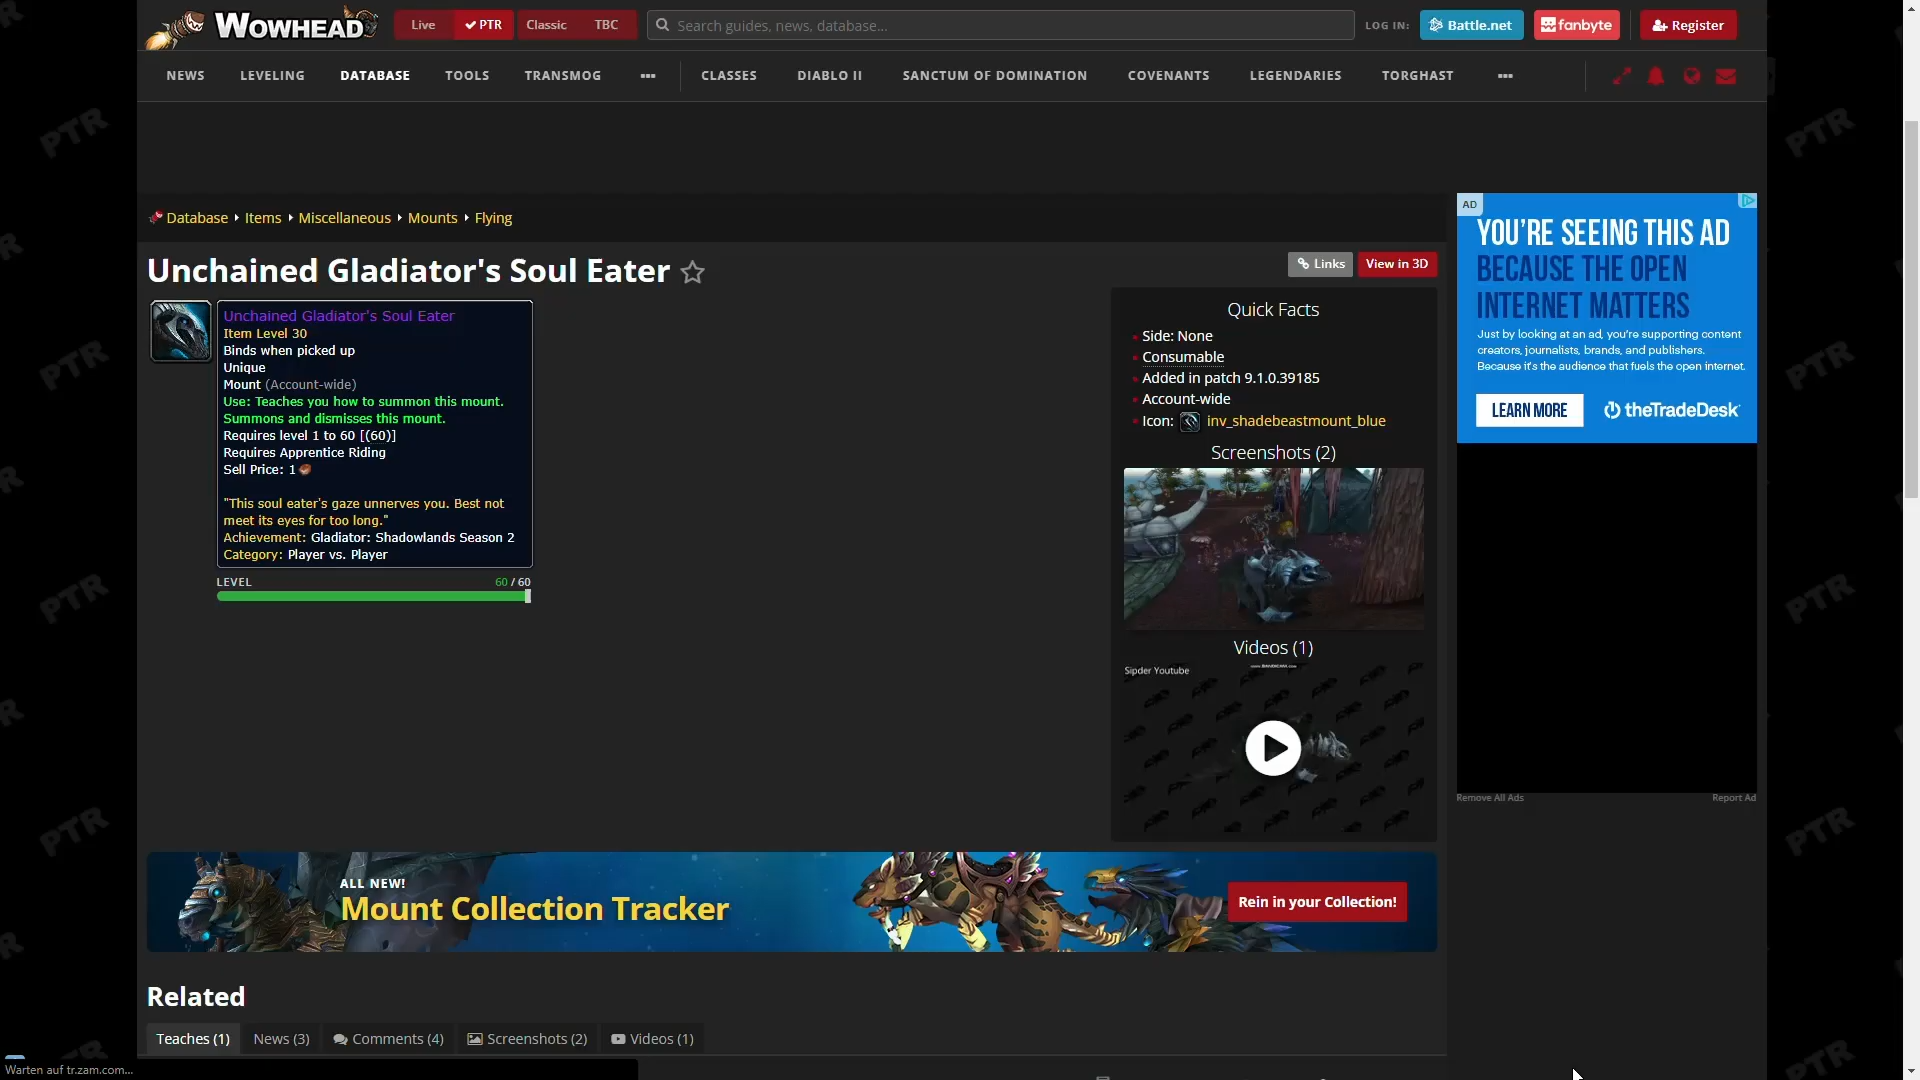 WOWHEAD
Live PTR Classic TBC
Search guides, news, database...
LOG IN:
Battle.net
fanbyte
Register
NEWS LEVELING DATABASE TOOLS TRANSMOG ••• CLASSES DIABLO II SANCTUM OF DOMINATION COVENANTS LEGENDARIES TORGHAST •••
Database Items Miscellaneous Mounts Flying
Unchained Gladiator's Soul Eater
Links View in 3D
Unchained Gladiator's Soul Eater
Item Level 30
Binds when picked up
Unique
Mount (Account-wide)
Use: Teaches you how to summon this mount.
Summons and dismisses this mount.
Requires level 1 to 60 [(60)]
Requires Apprentice Riding
Sell Price: 1
"This soul eater's gaze unnerves you. Best not
meet its eyes for too long."
Achievement: Gladiator: Shadowlands Season 2
Category: Player vs. Player
LEVEL 60 / 60
Quick Facts
Side: None
Consumable
Added in patch 9.1.0.39185
Account-wide
Icon: inv_shadebeastmount_blue
Screenshots (2)
Videos (1)
Sipder Youtube
AD
YOU'RE SEEING THIS AD
BECAUSE THE OPEN
INTERNET MATTERS
Just by looking at an ad, you're supporting content
creators, journalists, brands, and publishers.
Because it's the audience that fuels the open internet.
LEARN MORE
theTradeDesk
Remove All Ads Report Ad
ALL NEW!
Mount Collection Tracker
Rein in your Collection!
Related
Teaches (1) News (3) Comments (4) Screenshots (2) Videos (1)
Warten auf tr.zam.com...
PTR
PTR
PTR
PTR
PTR
PTR
PTR
PTR
PTR
PTR